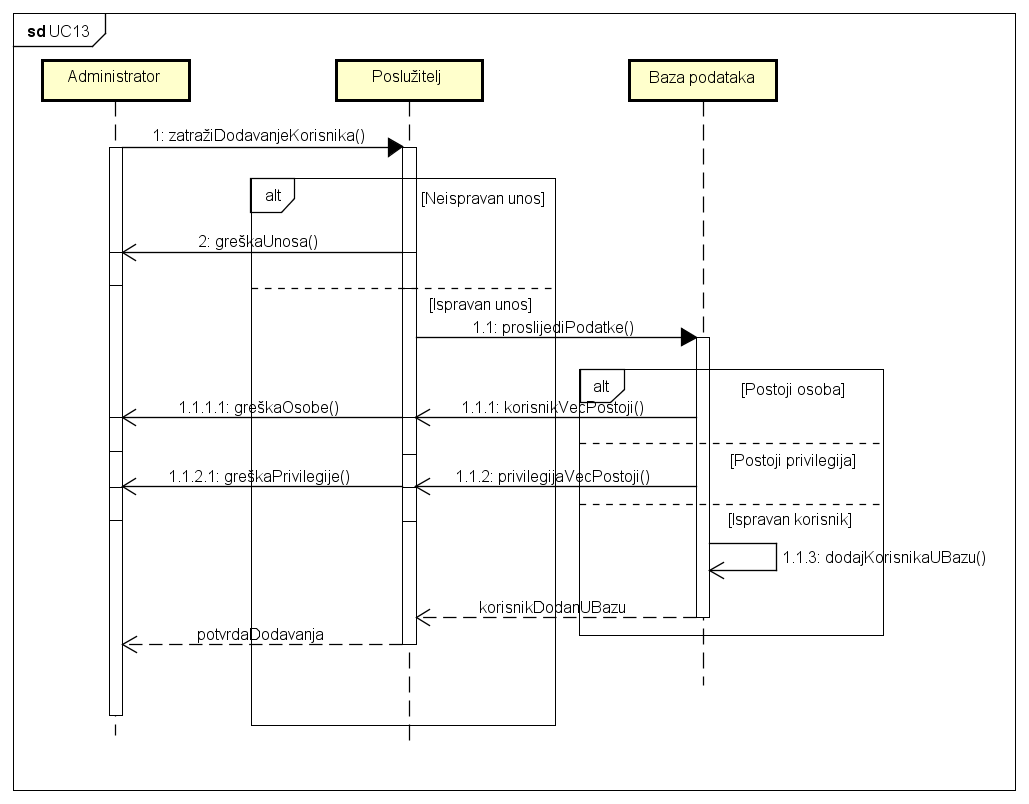 sd UC13
Administrator
Poslužitelj
Baza podataka
1: zatražiDodavanjeKorisnika()
alt
[Neispravan unos]
2: greškaUnosa()
[Ispravan unos]
1.1: proslijediPodatke()
alt
[Postoji osoba]
1.1.1.1: greškaOsobe()
1.1.1: korisnikVecPostoji()
[Postoji privilegija]
1.1.2.1: greškaPrivilegije()
1.1.2: privilegijaVecPostoji()
[Ispravan korisnik]
1.1.3: dodajKorisnikaUBazu()
korisnikDodanUBazu
potvrdaDodavanja